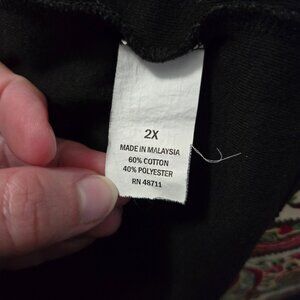 2X
MADE IN MALAYSIA
60% COTTON
40% POLYESTER
RN 48711